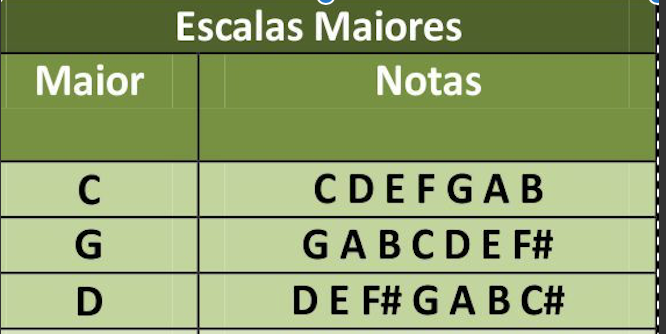 Escalas Maiores
Maior Notas
C C D E F G A B
G G A B C D E F#
D D E F# G A B C#